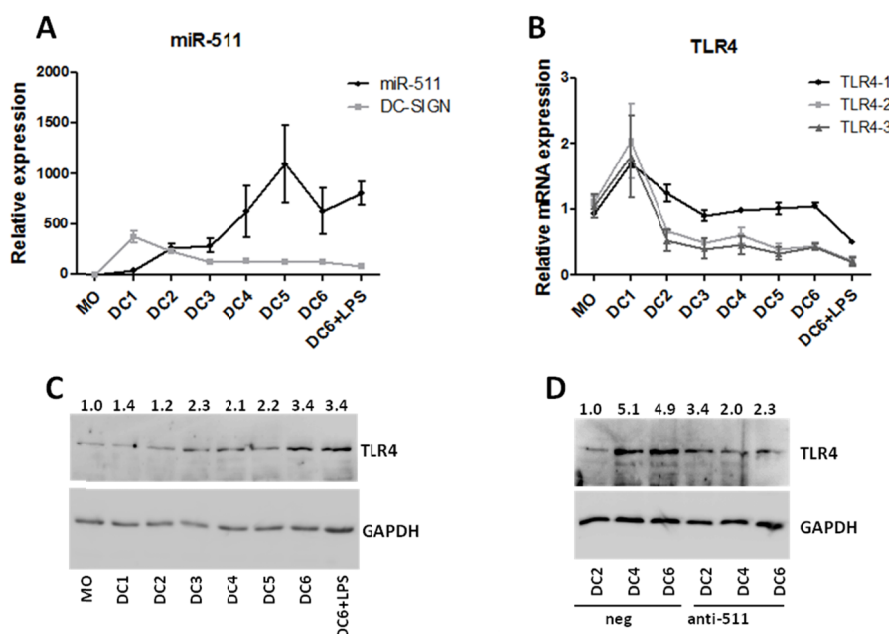 A
miR-511
Relative expression
2000
1500
1000
500
0
miR-511
DC-SIGN
MO
DC1
DC2
DC3
DC4
DC5
DC6
DC6+LPS
B
TLR4
Relative mRNA expression
3
2
1
0
TLR4-1
TLR4-2
TLR4-3
MO
DC1
DC2
DC3
DC4
DC5
DC6
DC6+LPS
C
1.0 1.4 1.2 2.3 2.1 2.2 3.4 3.4
TLR4
GAPDH
MO
DC1
DC2
DC3
DC4
DC5
DC6
DC6+LPS
D
1.0 5.1 4.9 3.4 2.0 2.3
TLR4
GAPDH
DC2
DC4
DC6
DC2
DC4
DC6
neg anti-511